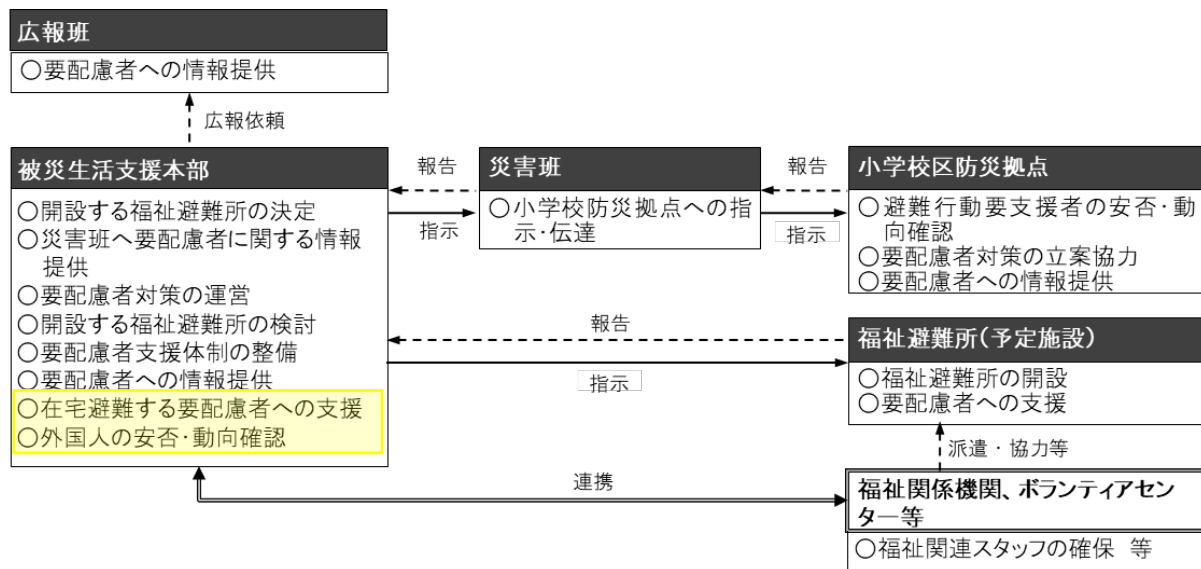 広報班
○要配慮者への情報提供
広報依頼
被災生活支援本部
○開設する福祉避難所の決定
○災害班へ要配慮者に関する情報
提供
○要配慮者対策の運営
○開設する福祉避難所の検討
○要配慮者支援体制の整備
○要配慮者への情報提供
○在宅避難する要配慮者への支援
○外国人の安否・動向確認
報告
指示
災害班
○小学校防災拠点への指
示・伝達
報告
指示
小学校区防災拠点
○避難行動要支援者の安否・動
向確認
○要配慮者対策の立案協力
○要配慮者への情報提供
報告
指示
福祉避難所(予定施設)
○福祉避難所の開設
○要配慮者への支援
派遣・協力等
連携
福祉関係機関、ボランティアセン
ター等
○福祉関連スタッフの確保 等